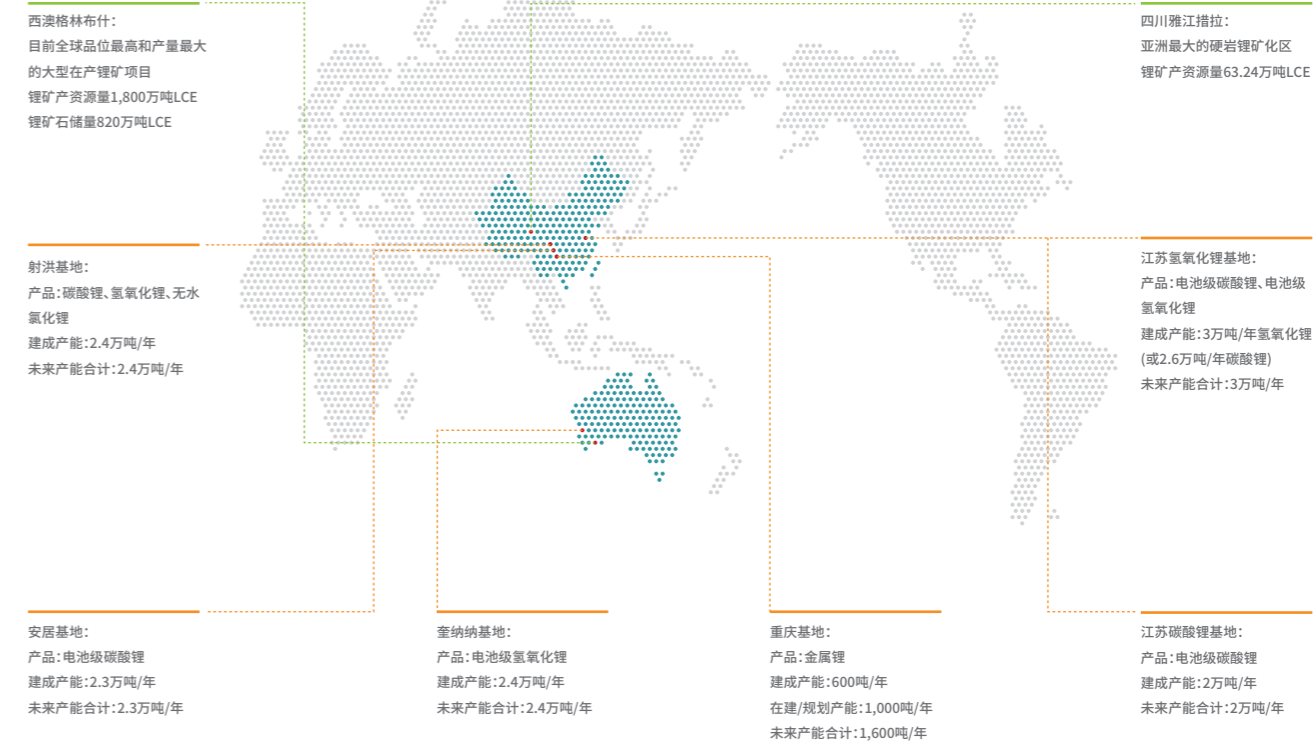 西澳格林布什：
目前全球品位最高和产量最大
的大型在产锂矿项目
锂矿产资源量1,800万吨LCE
锂矿石储量820万吨LCE
四川雅江措拉：
亚洲最大的硬岩锂矿化区
锂矿产资源量63.24万吨LCE
射洪基地：
产品：碳酸锂、氢氧化锂、无水
氯化锂
建成产能：2.4万吨/年
未来产能合计：2.4万吨/年
江苏氢氧化锂基地：
产品：电池级碳酸锂、电池级
氢氧化锂
建成产能：3万吨/年氢氧化锂
(或2.6万吨/年碳酸锂)
未来产能合计：3万吨/年
安居基地：
产品：电池级碳酸锂
建成产能：2.3万吨/年
未来产能合计：2.3万吨/年
奎纳纳基地：
产品：电池级氢氧化锂
建成产能：2.4万吨/年
未来产能合计：2.4万吨/年
重庆基地：
产品：金属锂
建成产能：600吨/年
在建/规划产能：1,000吨/年
未来产能合计：1,600吨/年
江苏碳酸锂基地：
产品：电池级碳酸锂
建成产能：2万吨/年
未来产能合计：2万吨/年